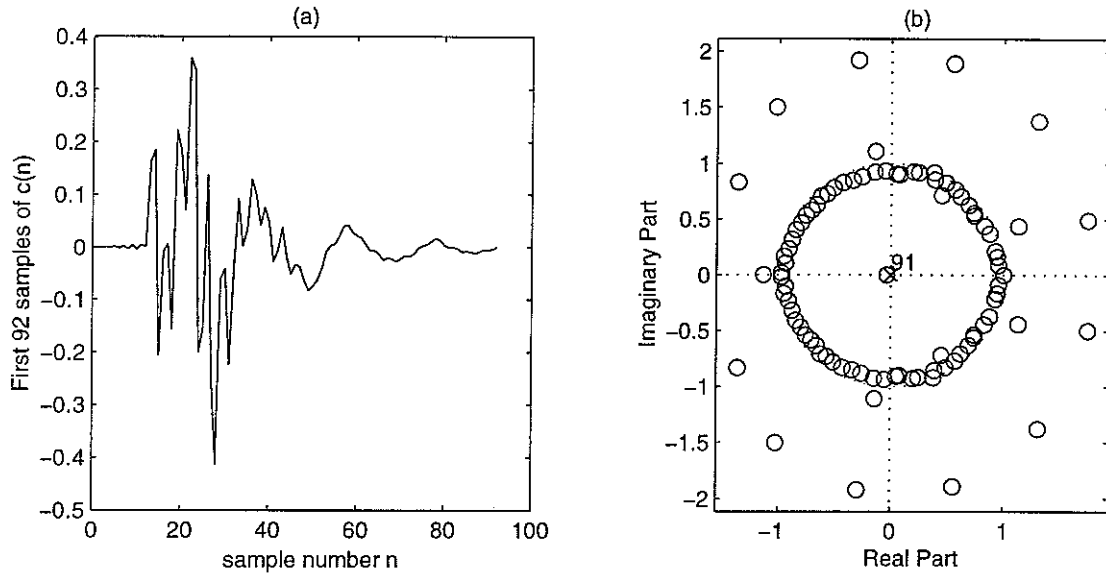 (a)
0.4
0.3
0.2
0.1
0
−0.1
−0.2
−0.3
−0.4
−0.5
0 20 40 60 80 100
sample number n
First 92 samples of c(n)
(b)
2
1.5
1
0.5
0
−0.5
−1
−1.5
−2
−1 0 1
Real Part
Imaginary Part
91